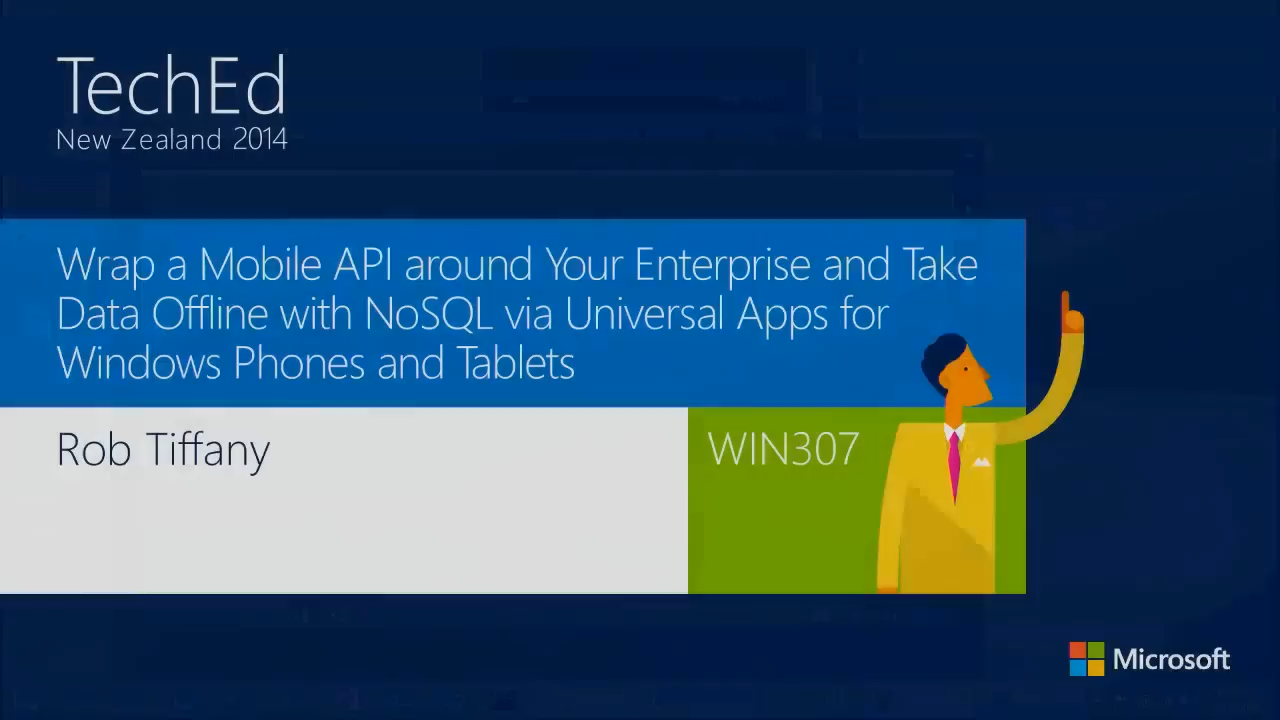 TechEd
New Zealand 2014
Wrap a Mobile API around Your Enterprise and Take
Data Offline with NoSQL via Universal Apps for
Windows Phones and Tablets
Rob Tiffany
WIN307
Microsoft